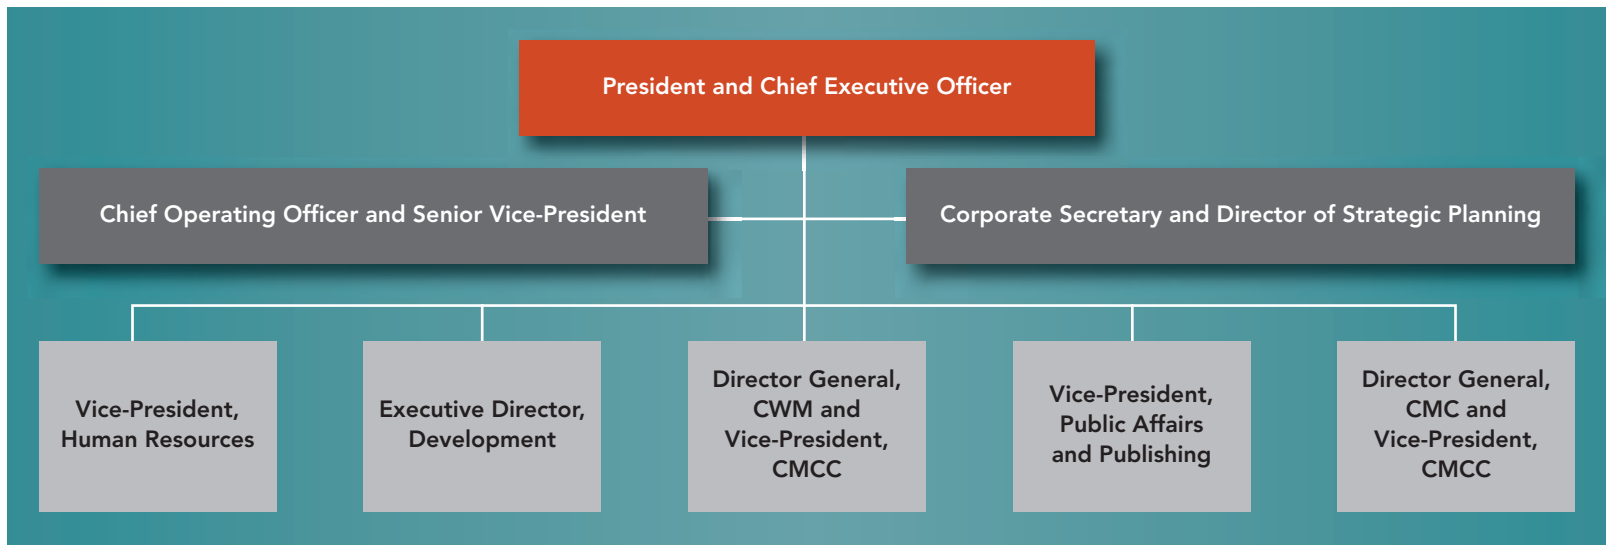 President and Chief Executive Officer
Chief Operating Officer and Senior Vice-President
Corporate Secretary and Director of Strategic Planning
Vice-President,
Human Resources
Executive Director,
Development
Director General,
CWM and
Vice-President,
CMCC
Vice-President,
Public Affairs
and Publishing
Director General,
CMC and
Vice-President,
CMCC